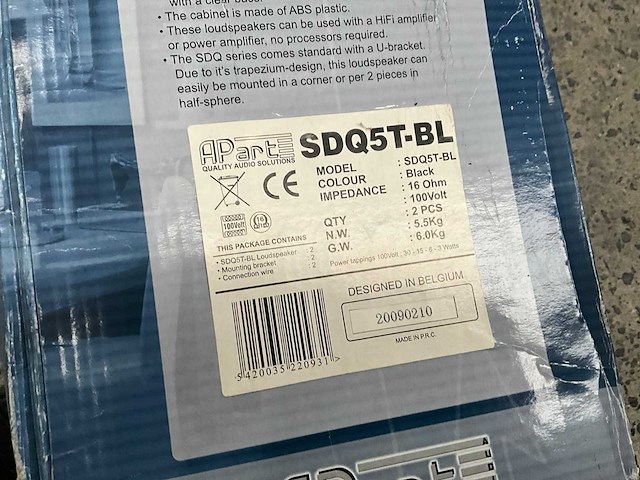 with a clear
• The cabinet is made of ABS plastic.
• These loudspeakers can be used with a HiFi amplifier
or power amplifier, no processors required.
• The SDQ series comes standard with a U-bracket.
Due to it's trapezium-design, this loudspeaker can
easily be mounted in a corner or per 2 pieces in
half-sphere.
APart SDQ5T-BL
QUALITY AUDIO SOLUTIONS
MODEL : SDQ5T-BL
COLOUR : Black
IMPEDANCE : 16 Ohm
: 100Volt
QTY : 2 PCS
N.W. : 5.5Kg
G.W. : 6.0Kg
Power tappings 100Volt : 30 - 15 - 6 - 3 Watts
CE
100Volt
16
THIS PACKAGE CONTAINS
• SDQ5T-BL Loudspeaker : 2
• Mounting bracket : 2
• Connection wire : 2
DESIGNED IN BELGIUM
20090210
MADE IN P.R.C.
5 420035 220931 >
APart